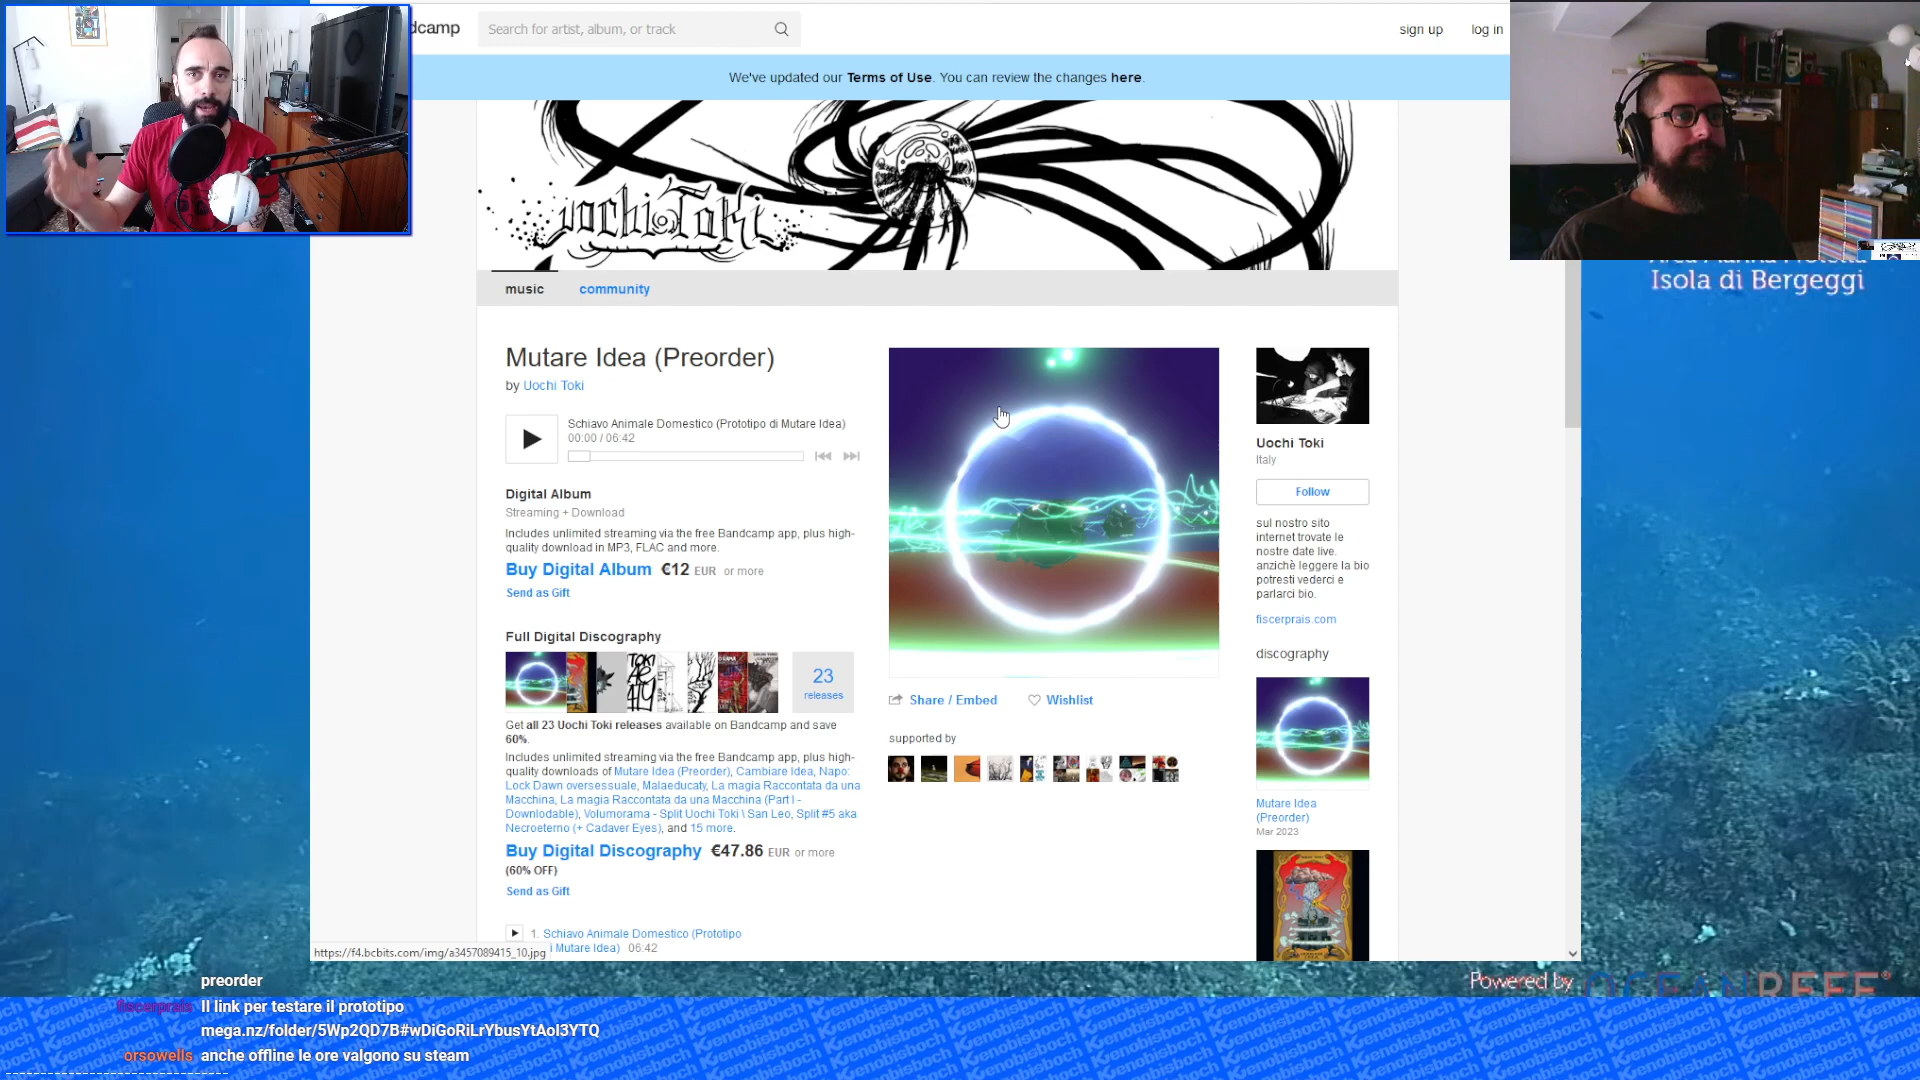 dcamp
Search for artist, album, or track
sign up
log in
We've updated our Terms of Use. You can review the changes here.
uochi Toki
Isola di Bergeggi
music
community
Mutare Idea (Preorder)
by Uochi Toki
Schiavo Animale Domestico (Prototipo di Mutare Idea)
00:00 / 06:42
Digital Album
Streaming + Download
Includes unlimited streaming via the free Bandcamp app, plus high-
quality download in MP3, FLAC and more.
Buy Digital Album €12 EUR or more
Send as Gift
Full Digital Discography
23
releases
Get all 23 Uochi Toki releases available on Bandcamp and save
60%.
Includes unlimited streaming via the free Bandcamp app, plus high-
quality downloads of Mutare Idea (Preorder), Cambiare Idea, Napo:
Lock Dawn oversessuale, Malaeducaty, La magia Raccontata da una
Macchina, La magia Raccontata da una Macchina (Part I -
Downlodable), Volumorama - Split Uochi Toki \ San Leo, Split #5 aka
Necroeterno (+ Cadaver Eyes), and 15 more.
Buy Digital Discography €47.86 EUR or more
(60% OFF)
Send as Gift
1. Schiavo Animale Domestico (Prototipo
i Mutare Idea) 06:42
Share / Embed
Wishlist
supported by
Uochi Toki
Italy
Follow
sul nostro sito
internet trovate le
nostre date live.
anzichè leggere la bio
potresti vederci e
parlarci bio.
fiscerprais.com
discography
Mutare Idea
(Preorder)
Mar 2023
https://f4.bcbits.com/img/a3457089415_10.jpg
Powered by OCEANREEF®
preorder
fiscerprais Il link per testare il prototipo
mega.nz/folder/5Wp2QD7B#wDiGoRiLrYbusYtAoI3YTQ
orsowells anche offline le ore valgono su steam
Kenobisboch